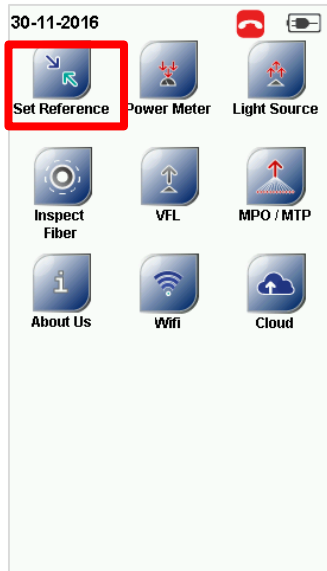 30-11-2016
Set Reference Power Meter Light Source
Inspect VFL MPO / MTP
Fiber
About Us Wifi Cloud